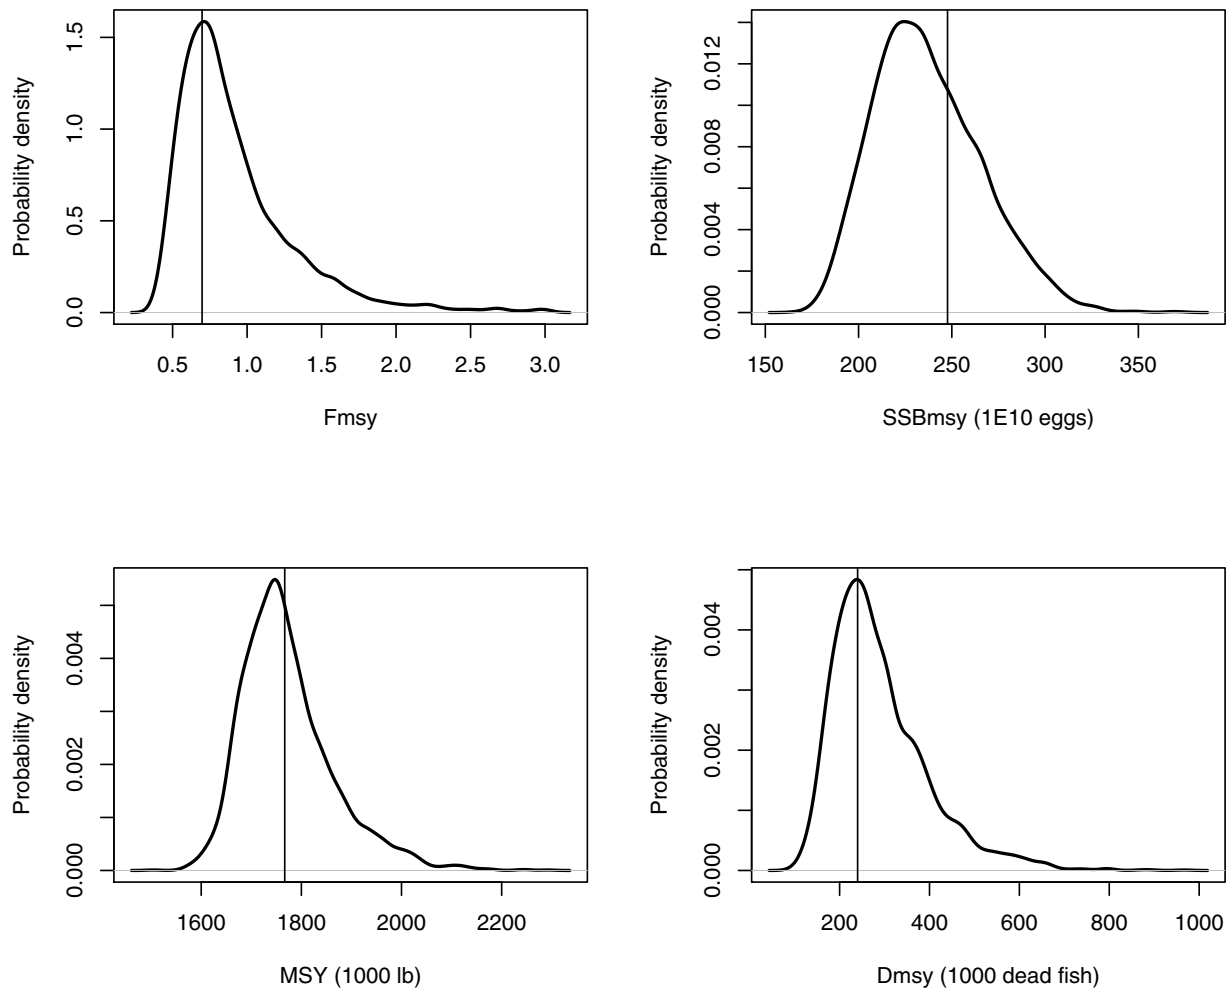 Probability density
0.0 0.5 1.0 1.5
0.5 1.0 1.5 2.0 2.5 3.0
Fmsy
Probability density
0.000 0.004 0.008 0.012
150 200 250 300 350
SSBmsy (1E10 eggs)
Probability density
0.000 0.002 0.004
1600 1800 2000 2200
MSY (1000 lb)
Probability density
0.000 0.002 0.004
200 400 600 800 1000
Dmsy (1000 dead fish)